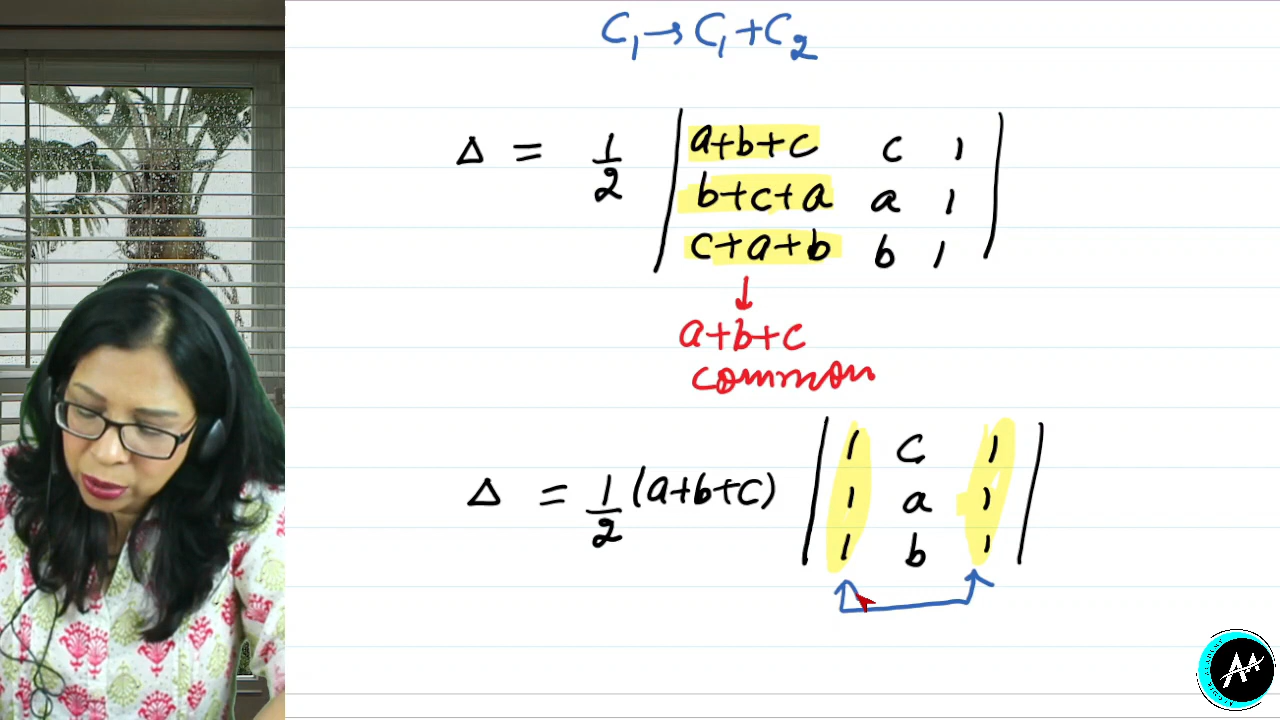 C₁→C₁+C₂
Δ = 1/2 | a+b+c c 1 |
| b+c+a a 1 |
| c+a+b b 1 |
↓
a+b+c
common
Δ = 1/2 (a+b+c) | 1 c 1 |
| 1 a 1 |
| 1 b 1 |
A+